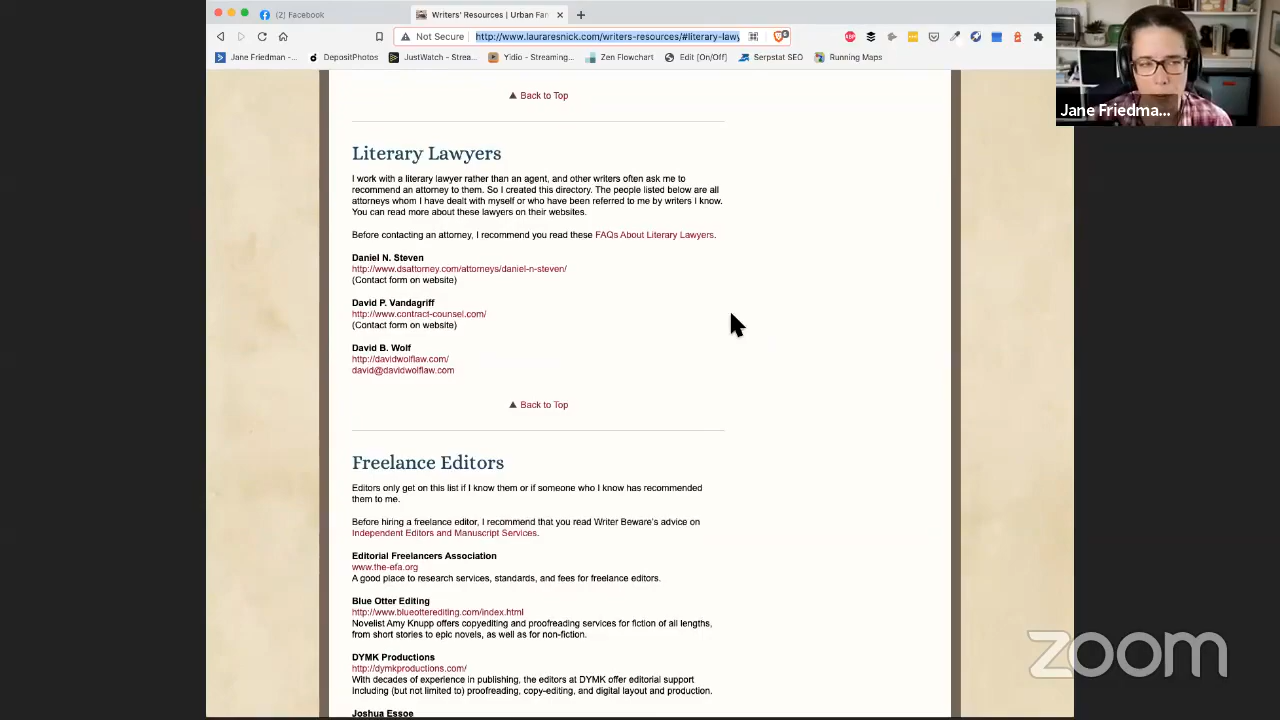 (2) Facebook
Writers' Resources | Urban Fan
Not Secure
http://www.lauraresnick.com/writers-resources/#literary-lawy
Jane Friedman -...
DepositPhotos
JustWatch - Strea...
Yidio - Streaming...
Zen Flowchart
Edit [On/Off]
Serpstat SEO
Running Maps
Jane Friedma...
▲ Back to Top
Literary Lawyers
I work with a literary lawyer rather than an agent, and other writers often ask me to
recommend an attorney to them. So I created this directory. The people listed below are all
attorneys whom I have dealt with myself or who have been referred to me by writers I know.
You can read more about these lawyers on their websites.
Before contacting an attorney, I recommend you read these FAQs About Literary Lawyers.
Daniel N. Steven
http://www.dsattorney.com/attorneys/daniel-n-steven/
(Contact form on website)
David P. Vandagriff
http://www.contract-counsel.com/
(Contact form on website)
David B. Wolf
http://davidwolflaw.com/
david@davidwolflaw.com
▲ Back to Top
Freelance Editors
Editors only get on this list if I know them or if someone who I know has recommended
them to me.
Before hiring a freelance editor, I recommend that you read Writer Beware's advice on
Independent Editors and Manuscript Services.
Editorial Freelancers Association
www.the-efa.org
A good place to research services, standards, and fees for freelance editors.
Blue Otter Editing
http://www.blueotterediting.com/index.html
Novelist Amy Knupp offers copyediting and proofreading services for fiction of all lengths,
from short stories to epic novels, as well as for non-fiction.
DYMK Productions
http://dymkproductions.com/
With decades of experience in publishing, the editors at DYMK offer editorial support
Including (but not limited to) proofreading, copy-editing, and digital layout and production.
Joshua Essoe
zoom